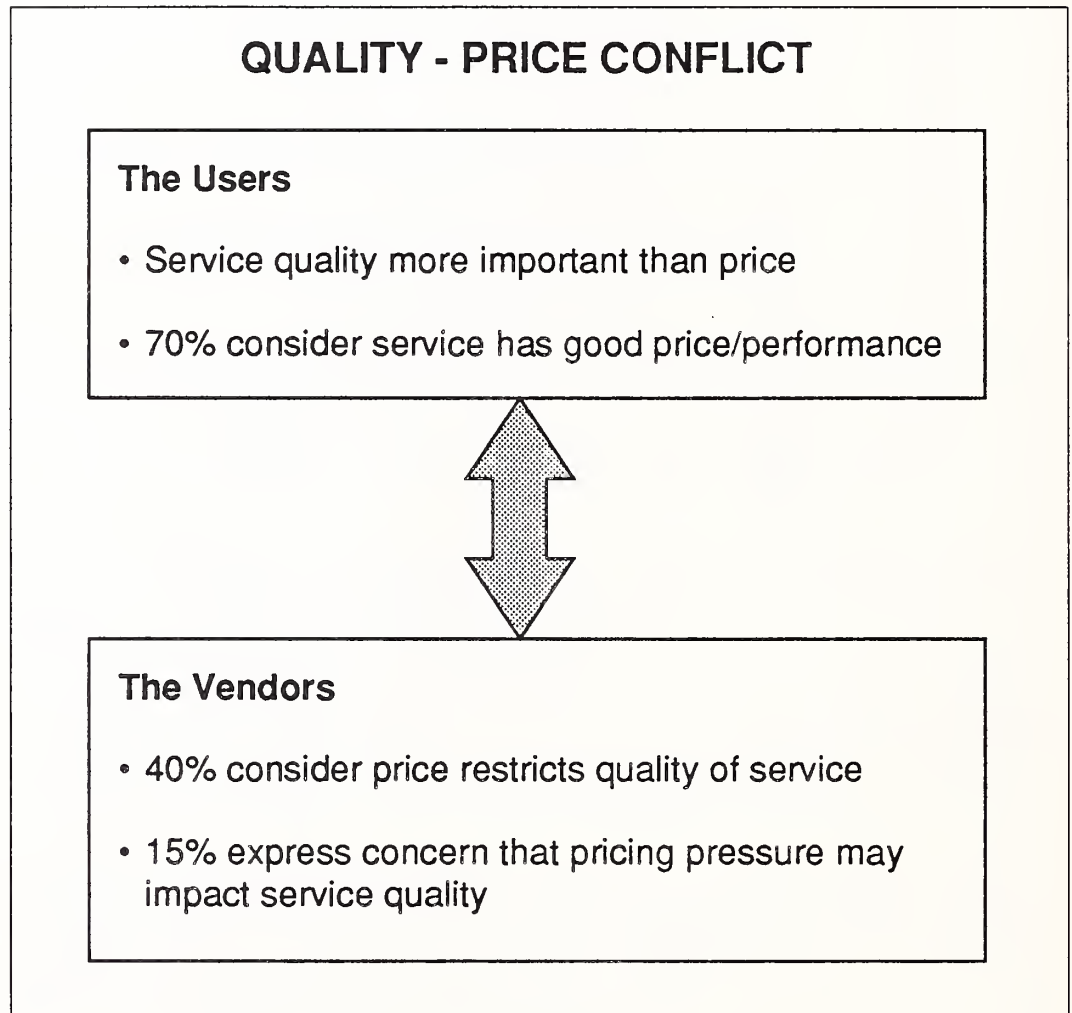 QUALITY - PRICE CONFLICT
The Users
• Service quality more important than price
• 70% consider service has good price/performance
The Vendors
• 40% consider price restricts quality of service
• 15% express concern that pricing pressure may
impact service quality